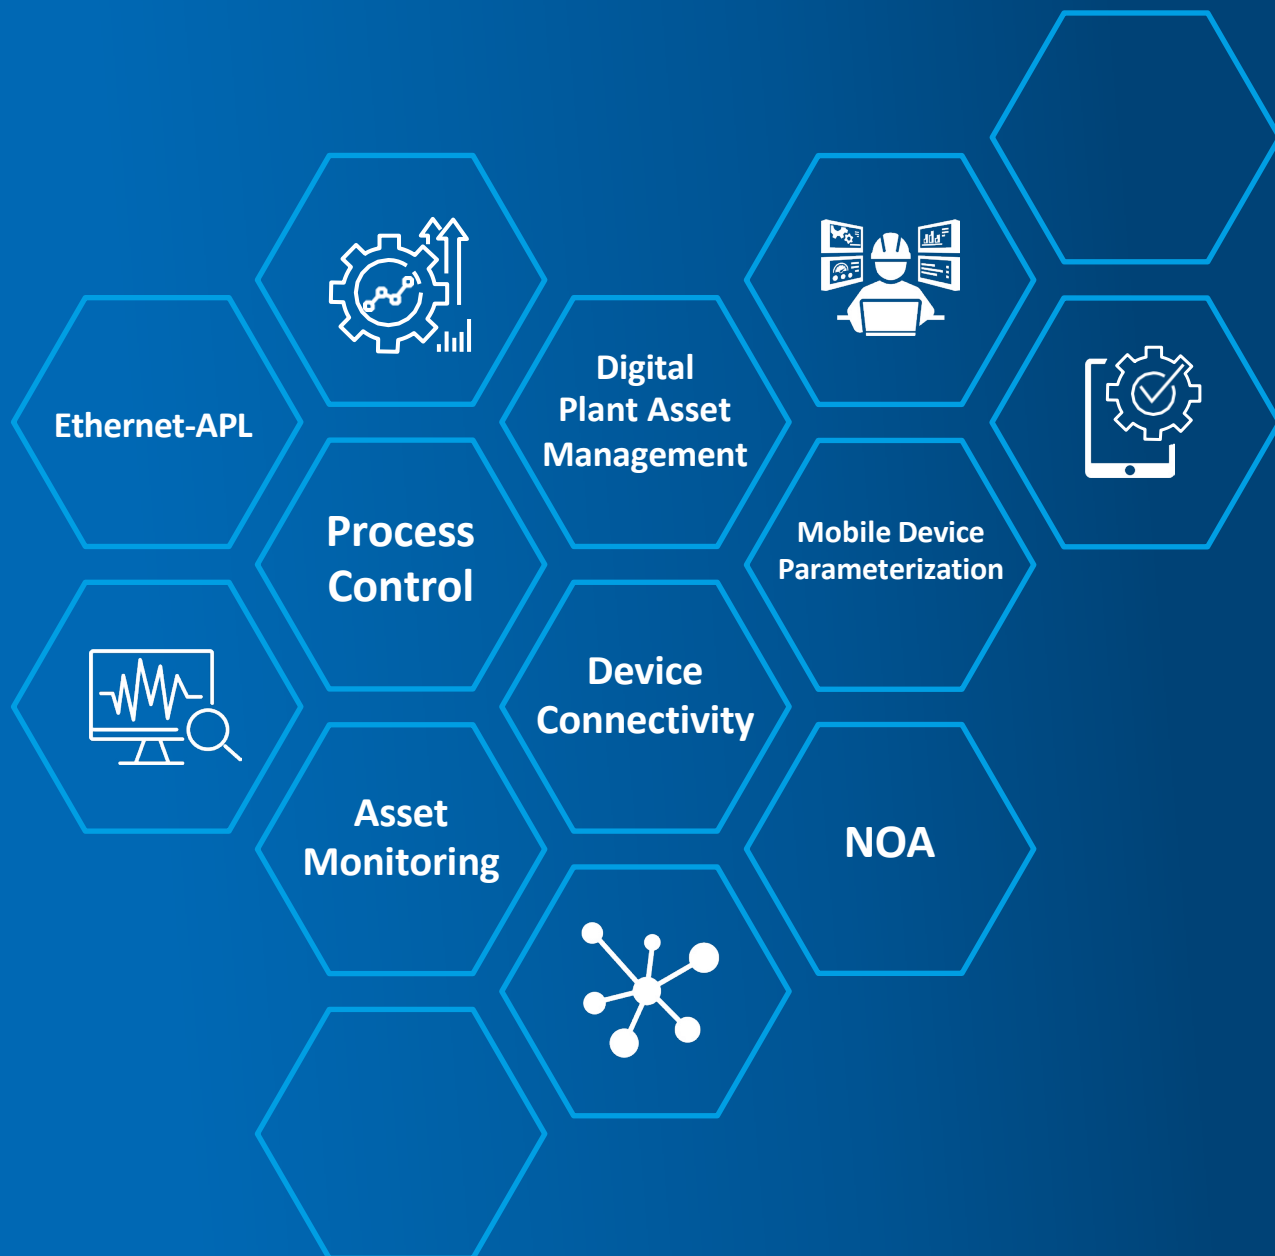 Ethernet-APL
Digital
Plant Asset
Management
Process
Control
Mobile Device
Parameterization
Device
Connectivity
Asset
Monitoring
NOA